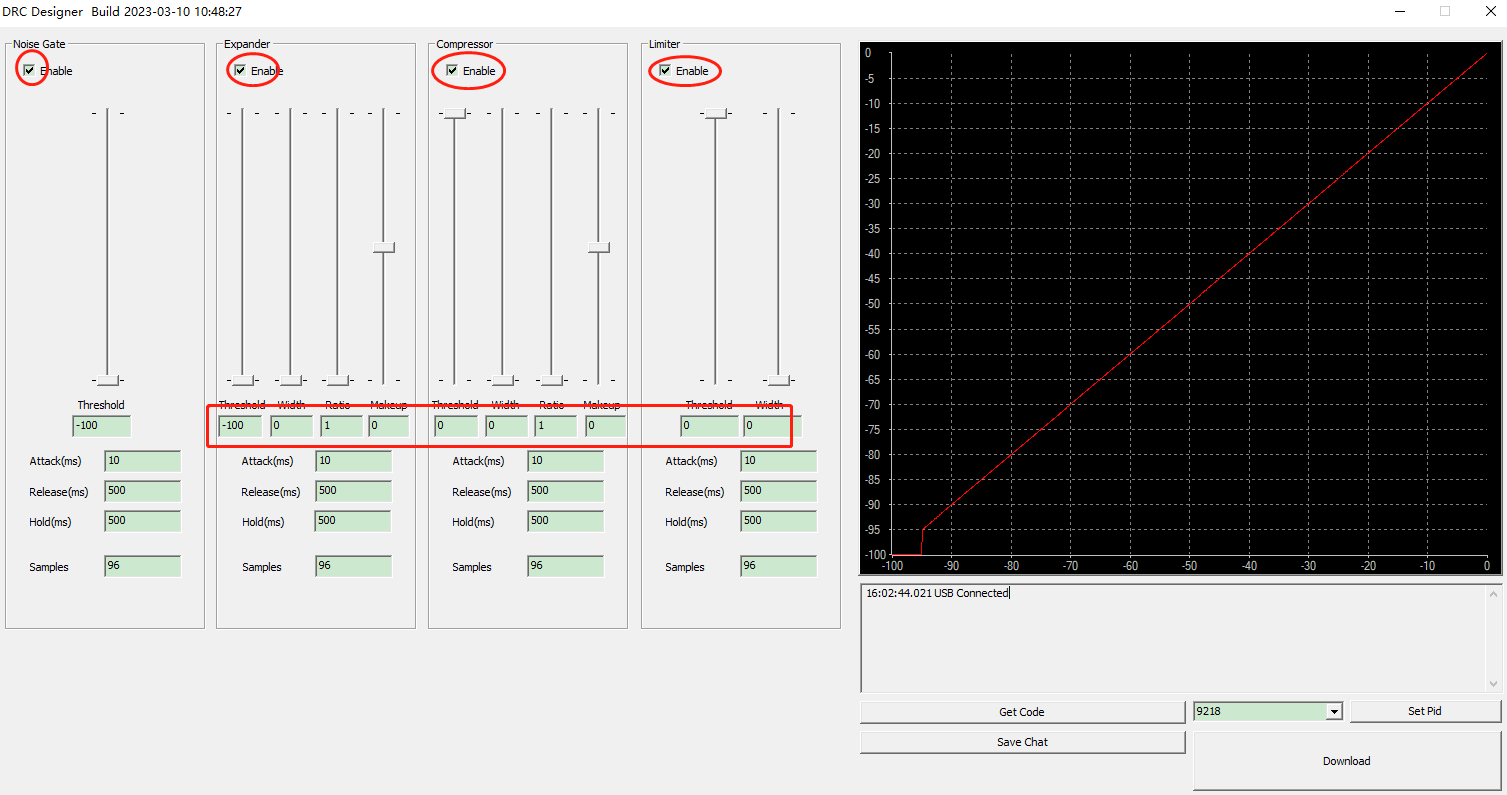 DRC Designer Build 2023-03-10 10:48:27
Noise Gate
Enable
Threshold
-100
Attack(ms) 10
Release(ms) 500
Hold(ms) 500
Samples 96
Expander
Enable
Threshold Width Ratio Makeup
-100 0 1 0
Attack(ms) 10
Release(ms) 500
Hold(ms) 500
Samples 96
Compressor
Enable
Threshold Width Ratio Makeup
0 0 1 0
Attack(ms) 10
Release(ms) 500
Hold(ms) 500
Samples 96
Limiter
Enable
Threshold Width
0 0
Attack(ms) 10
Release(ms) 500
Hold(ms) 500
Samples 96
0
-5
-10
-15
-20
-25
-30
-35
-40
-45
-50
-55
-60
-65
-70
-75
-80
-85
-90
-95
-100
-100 -90 -80 -70 -60 -50 -40 -30 -20 -10 0
16:02:44.021 USB Connected
Get Code 9218 Set Pid
Save Chat
Download